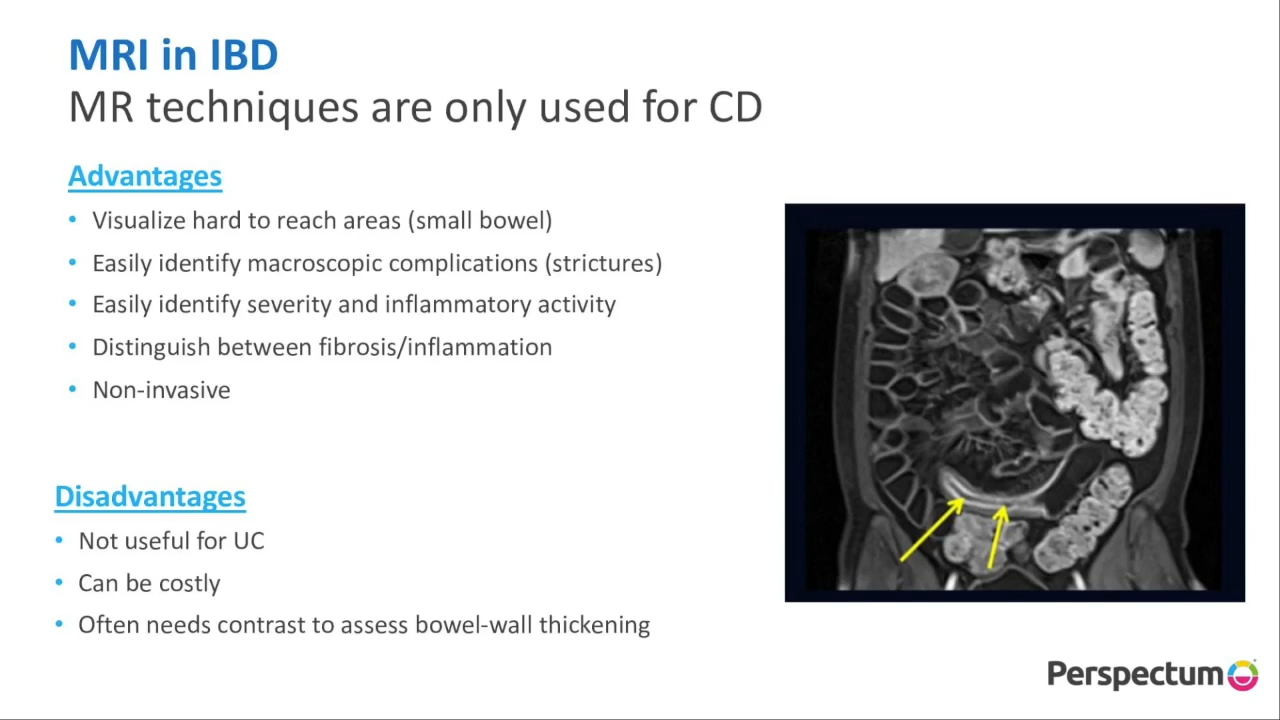 MRI in IBD
MR techniques are only used for CD
Advantages
• Visualize hard to reach areas (small bowel)
• Easily identify macroscopic complications (strictures)
• Easily identify severity and inflammatory activity
• Distinguish between fibrosis/inflammation
• Non-invasive
Disadvantages
• Not useful for UC
• Can be costly
• Often needs contrast to assess bowel-wall thickening
Perspectum